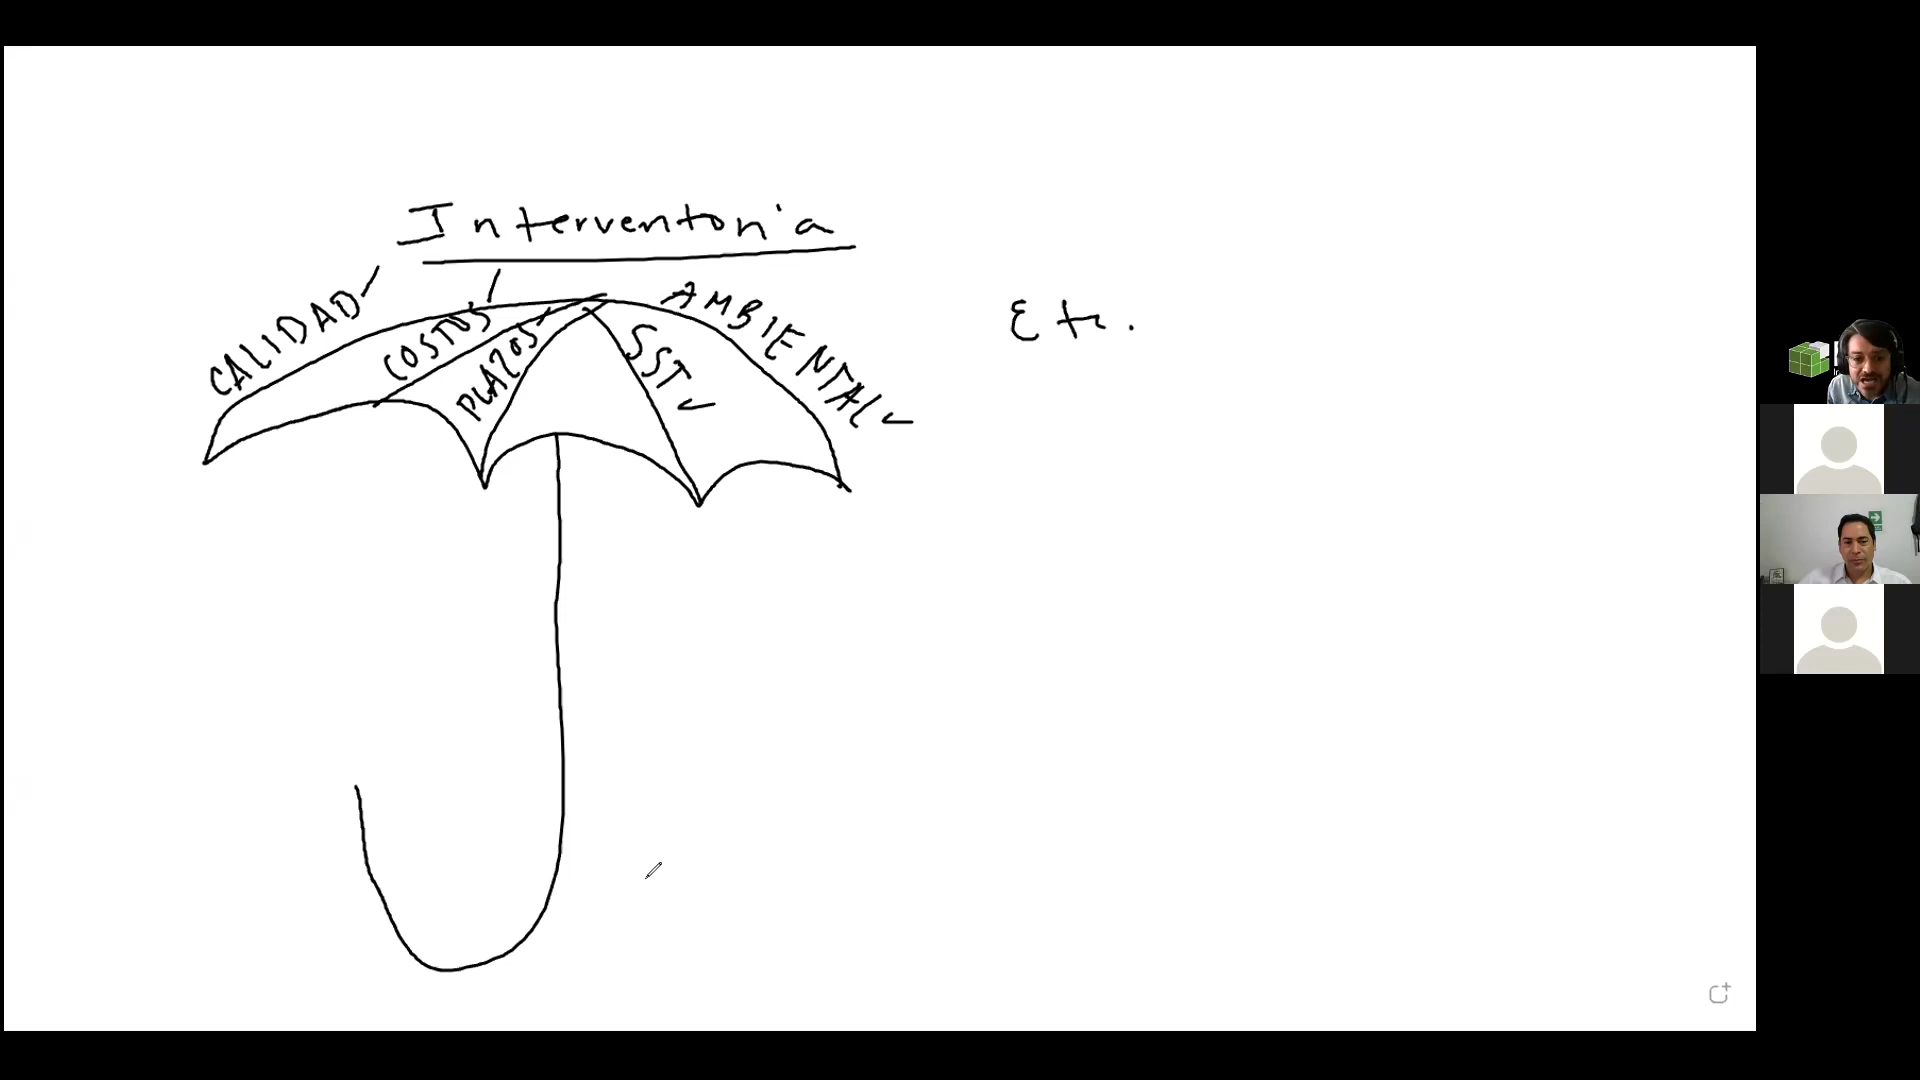 Interventoría
CALIDAD
COSTOS
PLAZOS
SST
AMBIENTAL
Etc.